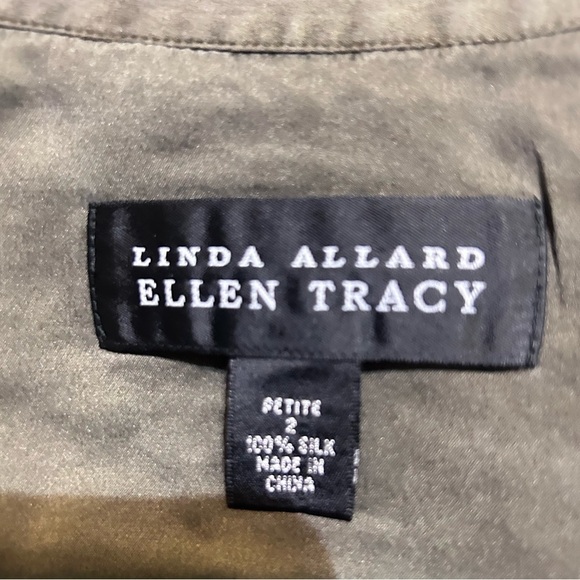 LINDA ALLARD
ELLEN TRACY
PETITE
2
100% SILK
MADE IN
CHINA